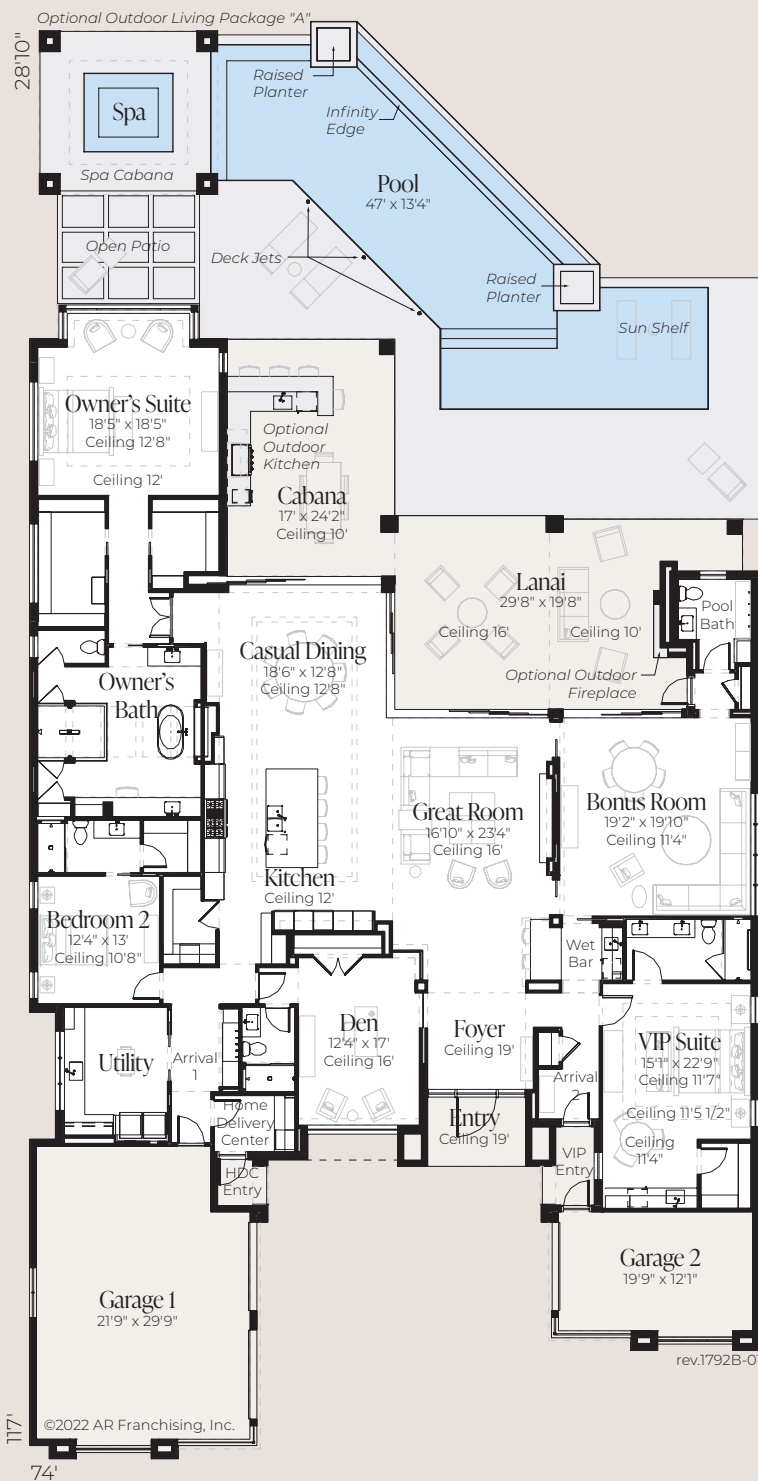 Optional Outdoor Living Package "A"
28'10"
Raised
Planter
Infinity
Edge
Spa
Spa Cabana
Pool
47' x 13'4"
Open Patio
Deck Jets
Raised
Planter
Sun Shelf
Owner's Suite
18'5" x 18'5"
Ceiling 12'8"
Ceiling 12'
Optional
Outdoor
Kitchen
Cabana
17' x 24'2"
Ceiling 10'
Lanai
29'8" x 19'8"
Ceiling 16'
Ceiling 10'
Pool
Bath
Optional Outdoor
Fireplace
Casual Dining
18'6" x 12'8"
Ceiling 12'8"
Owner's
Bath
Great Room
16'10" x 23'4"
Ceiling 16'
Bonus Room
19'2" x 19'10"
Ceiling 11'4"
Kitchen
Ceiling 12'
Bedroom 2
12'4" x 13'
Ceiling 10'8"
Wet
Bar
Utility
Arrival
1
Den
12'4" x 17'
Ceiling 16'
Foyer
Ceiling 19'
VIP Suite
15'1" x 22'9"
Ceiling 11'7"
Ceiling 11'5 1/2"
Ceiling
11'4"
Arrival
2
Home
Delivery
Center
Entry
Ceiling 19'
HDC
Entry
VIP
Entry
Garage 2
19'9" x 12'1"
Garage 1
21'9" x 29'9"
rev.1792B-01
©2022 AR Franchising, Inc.
117'
74'